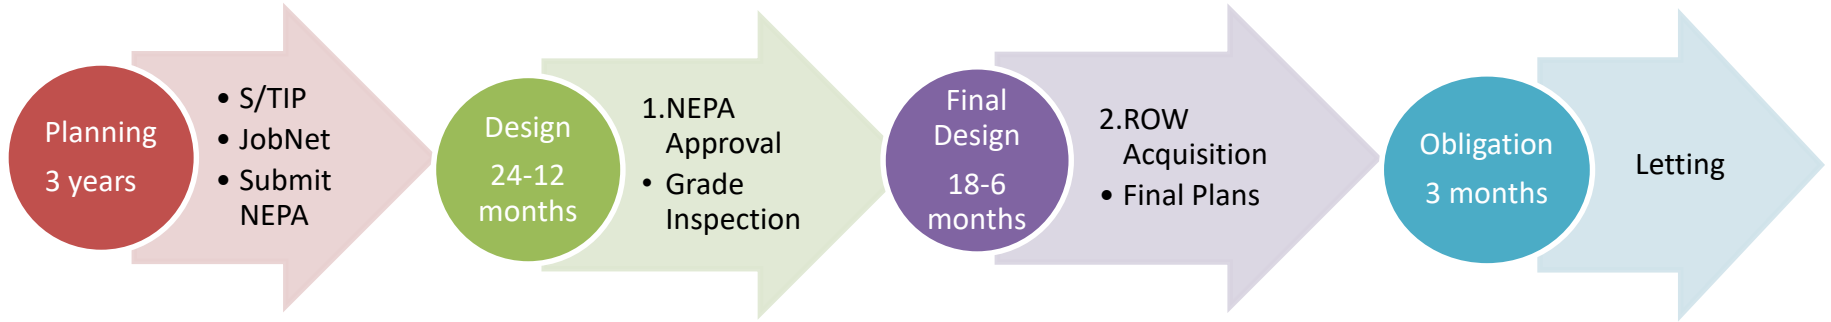 Planning
3 years
• S/TIP
• JobNet
• Submit
NEPA
Design
24-12
months
1.NEPA
Approval
• Grade
Inspection
Final
Design
18-6
months
2.ROW
Acquisition
• Final Plans
Obligation
3 months
Letting